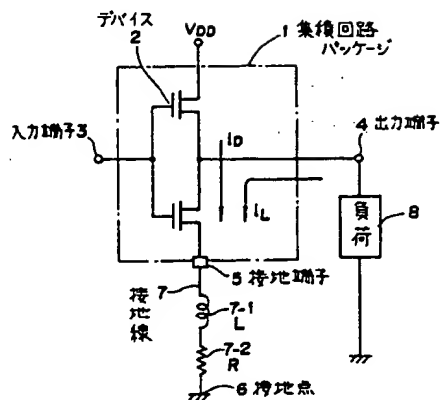 デバイス
2
VDD
1 集積回路
パッケージ
入力端子3
4 出力端子
iD
iL
負荷
8
5 接地端子
7
接地線
7-1
L
7-2
R
6 接地点